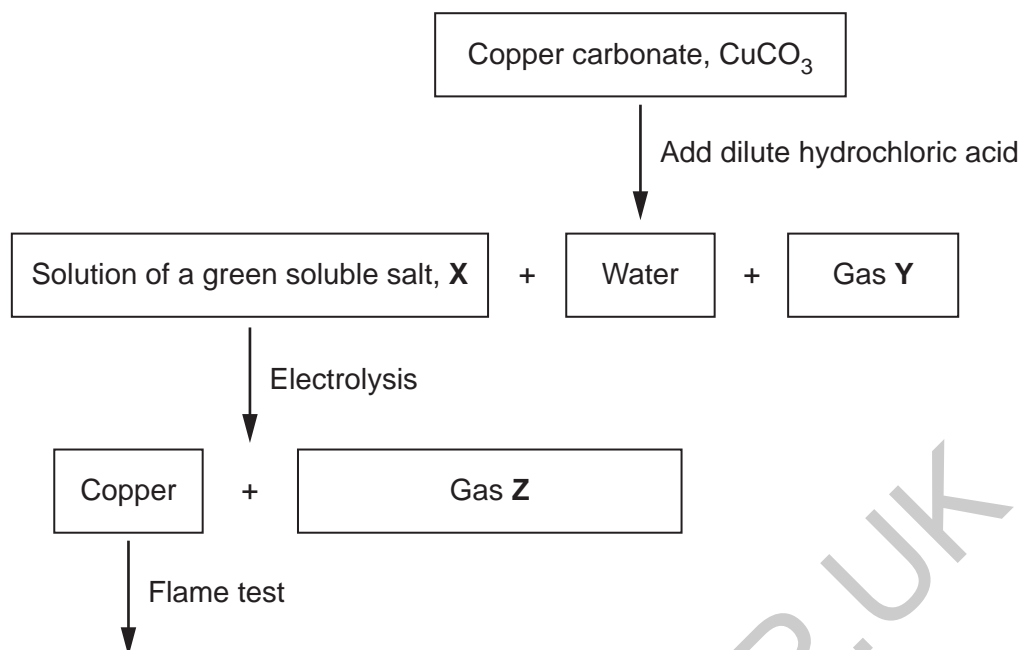 Copper carbonate, CuCO₃
Add dilute hydrochloric acid
Solution of a green soluble salt, X + Water + Gas Y
Electrolysis
Copper + Gas Z
Flame test
R.UK